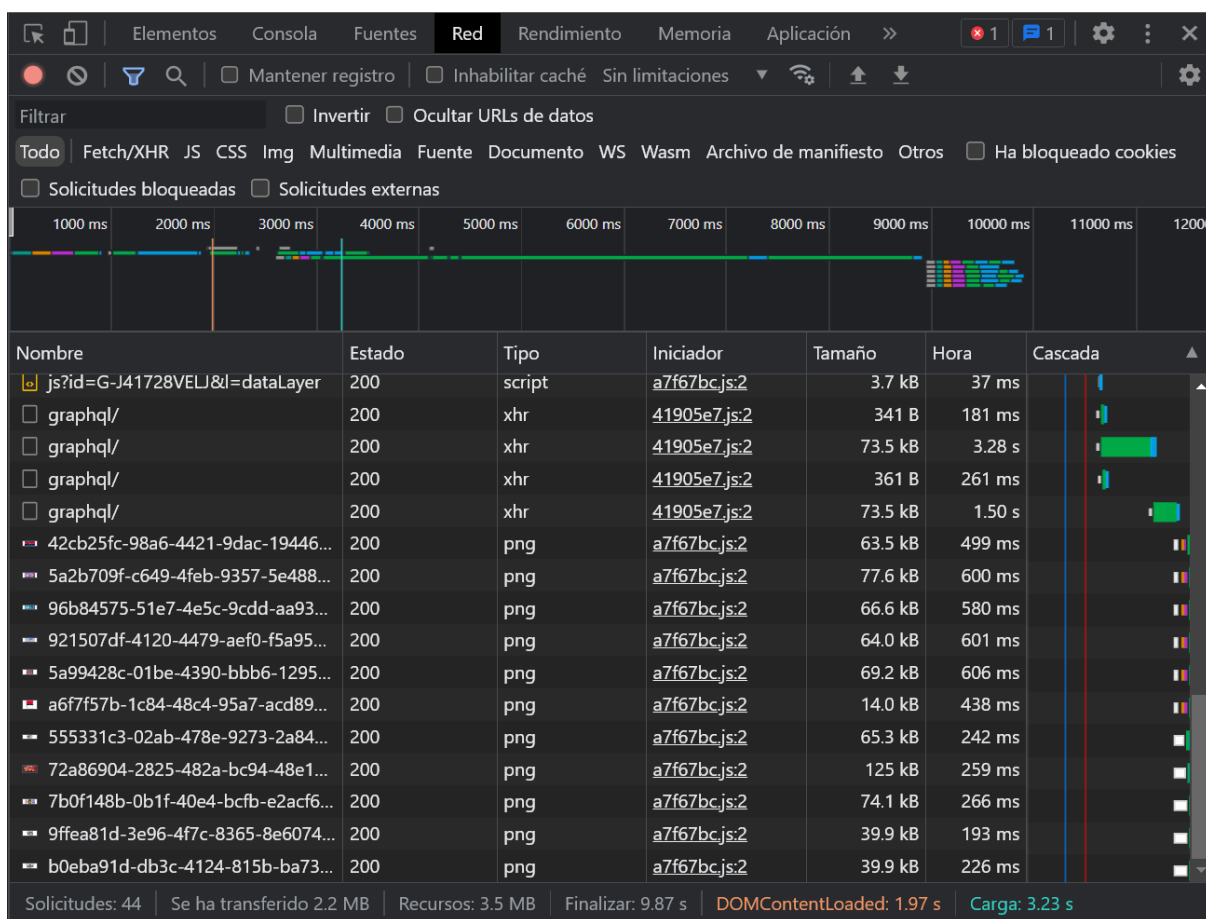 Elementos Consola Fuentes Red Rendimiento Memoria Aplicación » 1 1
Mantener registro Inhabilitar caché Sin limitaciones
Filtrar Invertir Ocultar URLs de datos
Todo Fetch/XHR JS CSS Img Multimedia Fuente Documento WS Wasm Archivo de manifiesto Otros Ha bloqueado cookies
Solicitudes bloqueadas Solicitudes externas
1000 ms 2000 ms 3000 ms 4000 ms 5000 ms 6000 ms 7000 ms 8000 ms 9000 ms 10000 ms 11000 ms 1200
Nombre Estado Tipo Iniciador Tamaño Hora Cascada
js?id=G-J41728VELJ&l=dataLayer 200 script a7f67bc.js:2 3.7 kB 37 ms
graphql/ 200 xhr 41905e7.js:2 341 B 181 ms
graphql/ 200 xhr 41905e7.js:2 73.5 kB 3.28 s
graphql/ 200 xhr 41905e7.js:2 361 B 261 ms
graphql/ 200 xhr 41905e7.js:2 73.5 kB 1.50 s
42cb25fc-98a6-4421-9dac-19446... 200 png a7f67bc.js:2 63.5 kB 499 ms
5a2b709f-c649-4feb-9357-5e488... 200 png a7f67bc.js:2 77.6 kB 600 ms
96b84575-51e7-4e5c-9cdd-aa93... 200 png a7f67bc.js:2 66.6 kB 580 ms
921507df-4120-4479-aef0-f5a95... 200 png a7f67bc.js:2 64.0 kB 601 ms
5a99428c-01be-4390-bbb6-1295... 200 png a7f67bc.js:2 69.2 kB 606 ms
a6f7f57b-1c84-48c4-95a7-acd89... 200 png a7f67bc.js:2 14.0 kB 438 ms
555331c3-02ab-478e-9273-2a84... 200 png a7f67bc.js:2 65.3 kB 242 ms
72a86904-2825-482a-bc94-48e1... 200 png a7f67bc.js:2 125 kB 259 ms
7b0f148b-0b1f-40e4-bcfb-e2acf6... 200 png a7f67bc.js:2 74.1 kB 266 ms
9ffea81d-3e96-4f7c-8365-8e6074... 200 png a7f67bc.js:2 39.9 kB 193 ms
b0eba91d-db3c-4124-815b-ba73... 200 png a7f67bc.js:2 39.9 kB 226 ms
Solicitudes: 44 Se ha transferido 2.2 MB Recursos: 3.5 MB Finalizar: 9.87 s DOMContentLoaded: 1.97 s Carga: 3.23 s